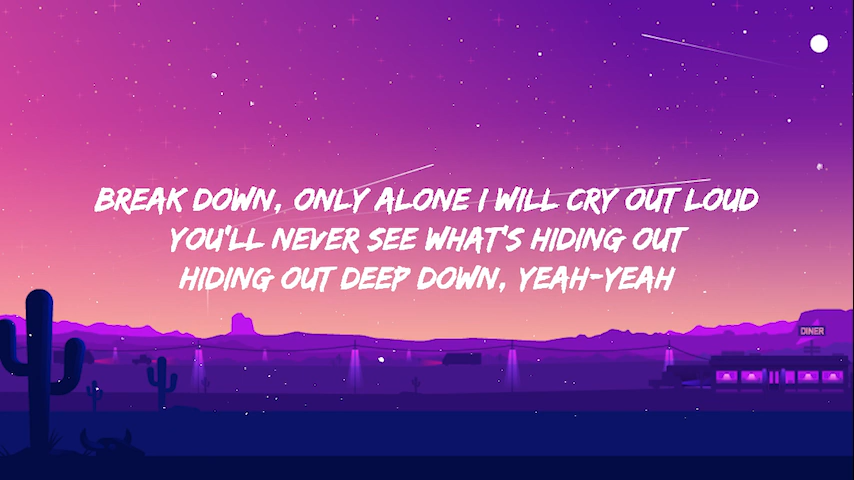 BREAK DOWN, ONLY ALONE I WILL CRY OUT LOUD
YOU'LL NEVER SEE WHAT'S HIDING OUT
HIDING OUT DEEP DOWN, YEAH-YEAH
DINER